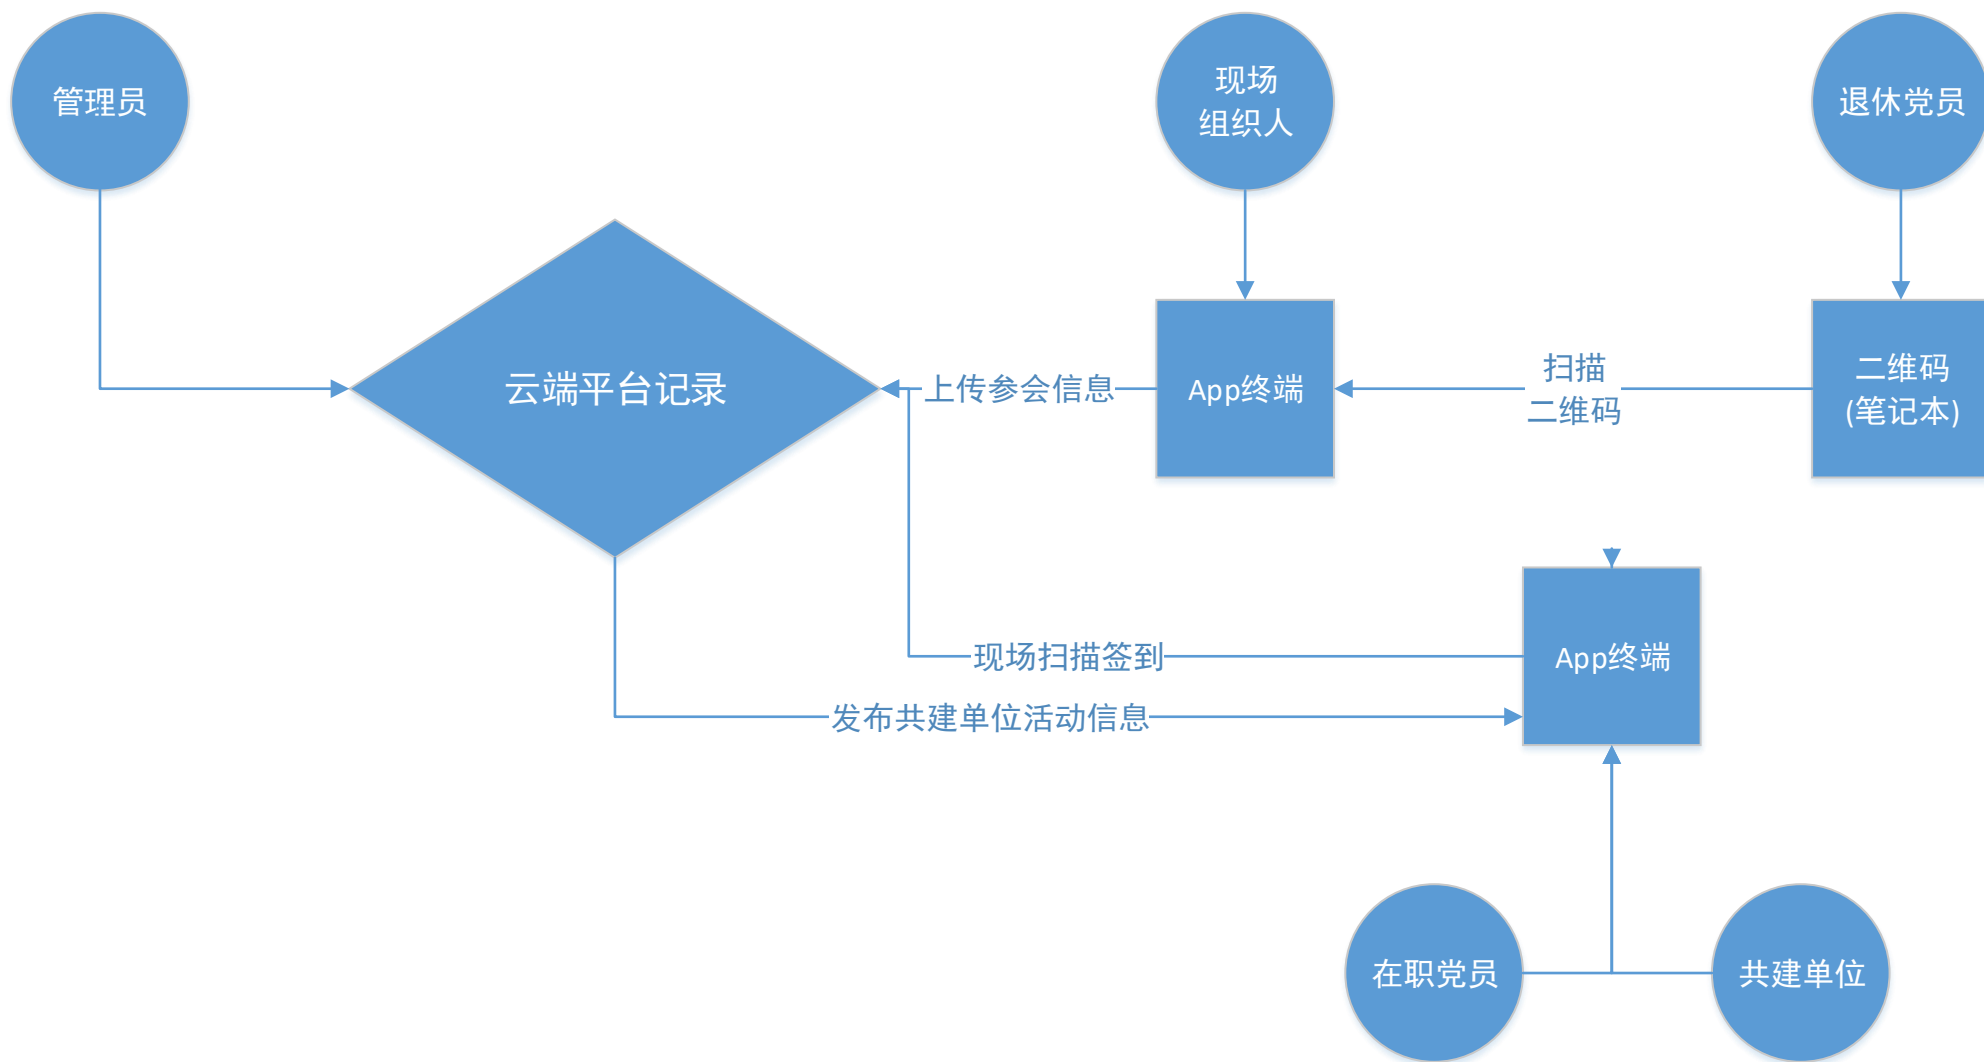 管理员
现场
组织人
退休党员
云端平台记录
上传参会信息
App终端
扫描
二维码
二维码
(笔记本)
现场扫描签到
App终端
发布共建单位活动信息
在职党员
共建单位